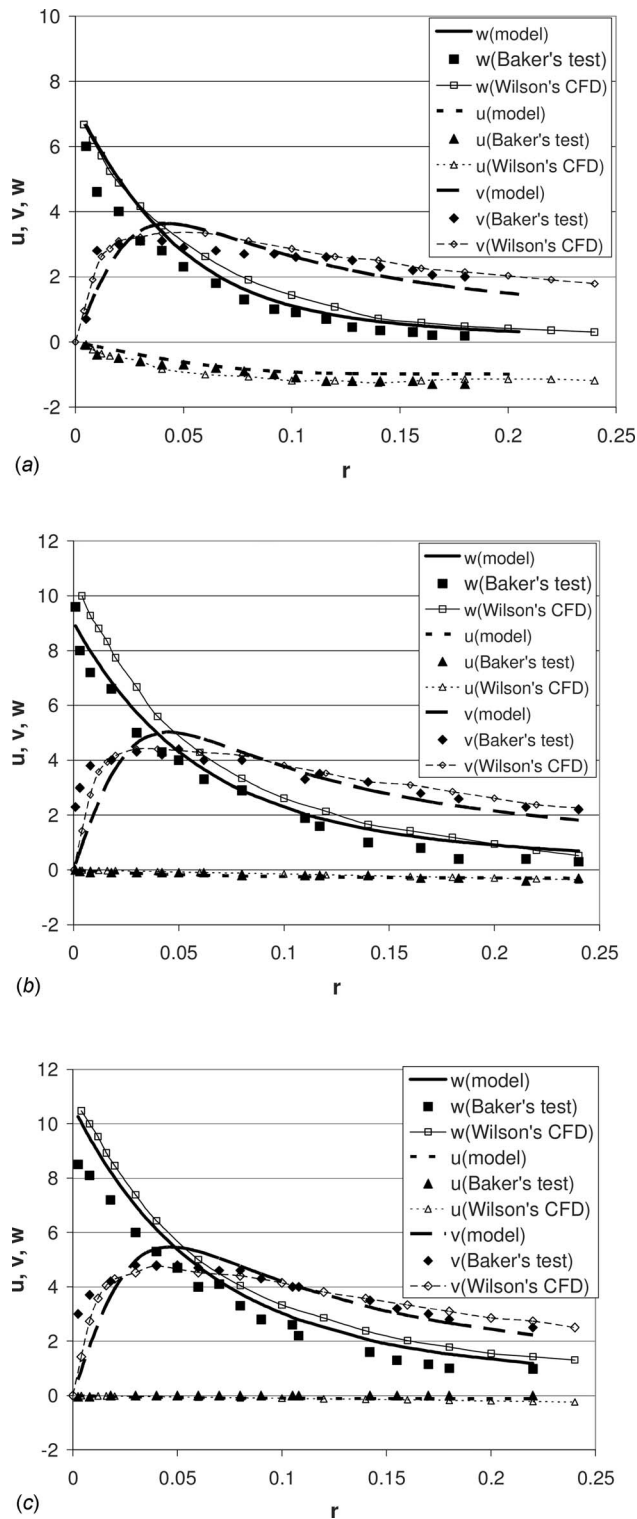 10
8
6
4
2
0
-2
u, v, w
w(model)
w(Baker's test)
w(Wilson's CFD)
u(model)
u(Baker's test)
u(Wilson's CFD)
v(model)
v(Baker's test)
v(Wilson's CFD)
0 0.05 0.1 0.15 0.2 0.25
(a)
r
12
10
8
6
4
2
0
-2
u, v, w
w(model)
w(Baker's test)
w(Wilson's CFD)
u(model)
u(Baker's test)
u(Wilson's CFD)
v(model)
v(Baker's test)
v(Wilson's CFD)
0 0.05 0.1 0.15 0.2 0.25
(b)
r
12
10
8
6
4
2
0
-2
u, v, w
w(model)
w(Baker's test)
w(Wilson's CFD)
u(model)
u(Baker's test)
u(Wilson's CFD)
v(model)
v(Baker's test)
v(Wilson's CFD)
0 0.05 0.1 0.15 0.2 0.25
(c)
r